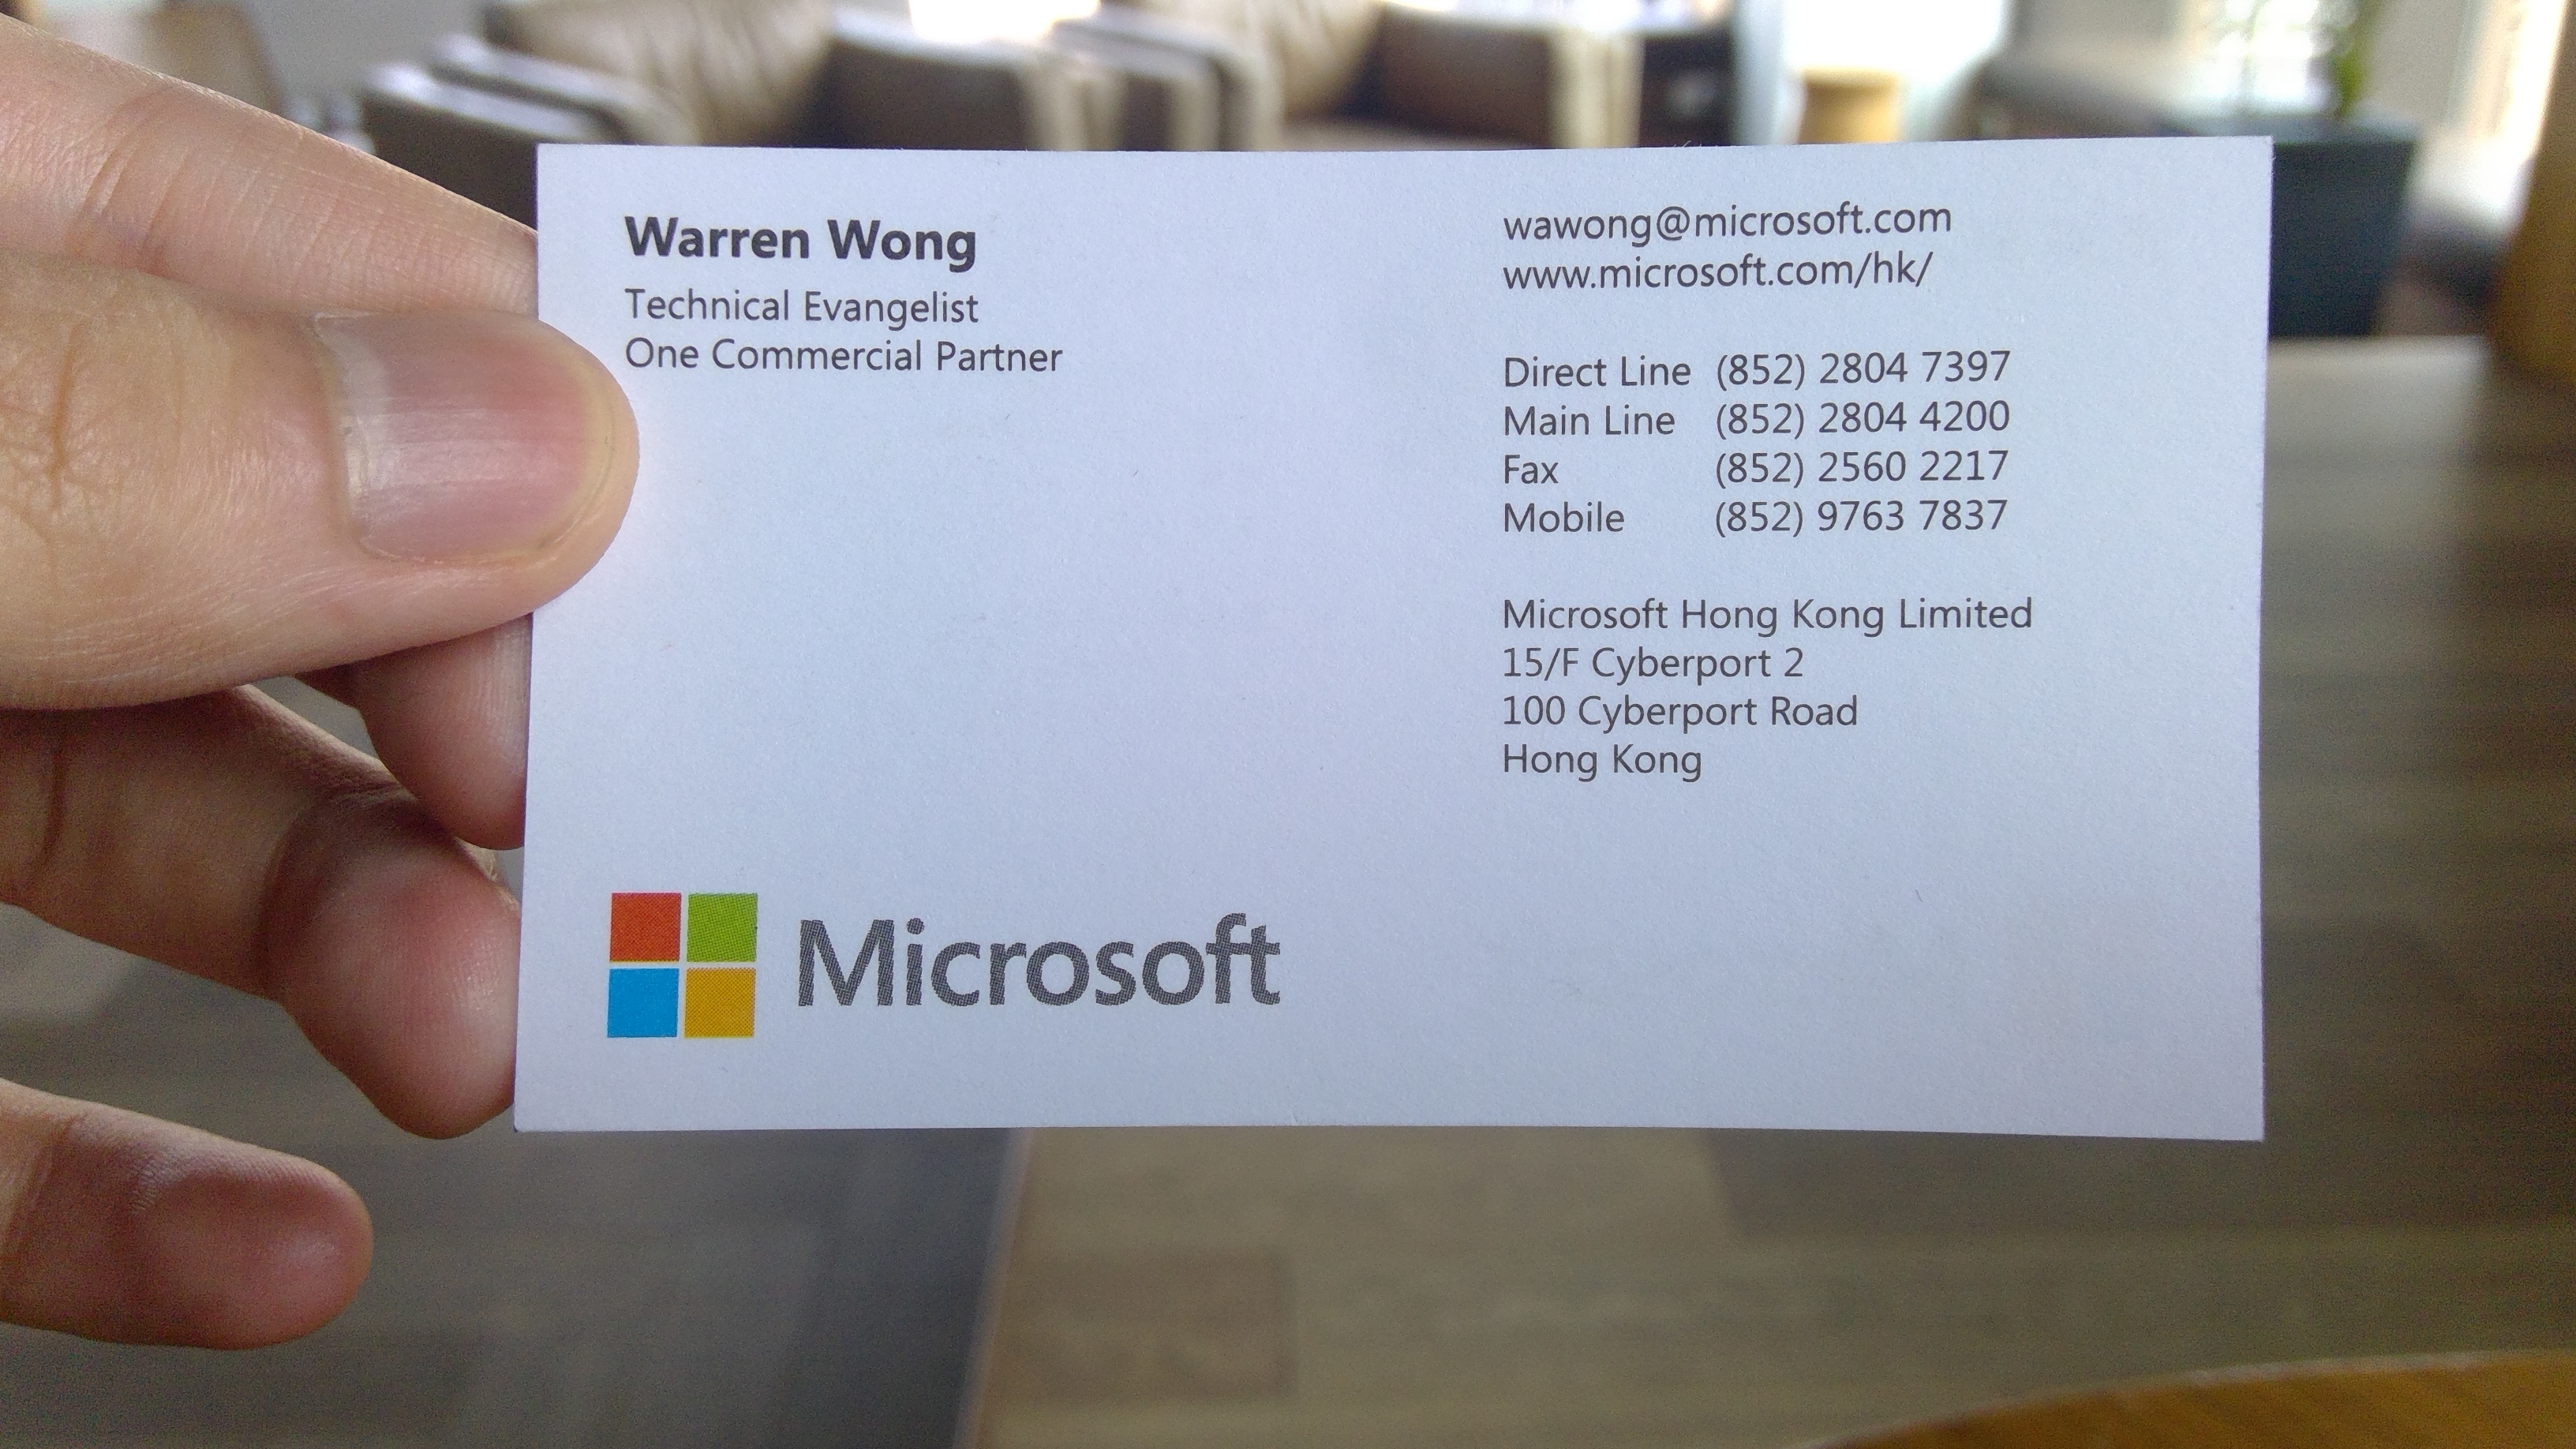 Warren Wong
Technical Evangelist
One Commercial Partner
wawong@microsoft.com
www.microsoft.com/hk/
Direct Line (852) 2804 7397
Main Line (852) 2804 4200
Fax (852) 2560 2217
Mobile (852) 9763 7837
Microsoft Hong Kong Limited
15/F Cyberport 2
100 Cyberport Road
Hong Kong
Microsoft